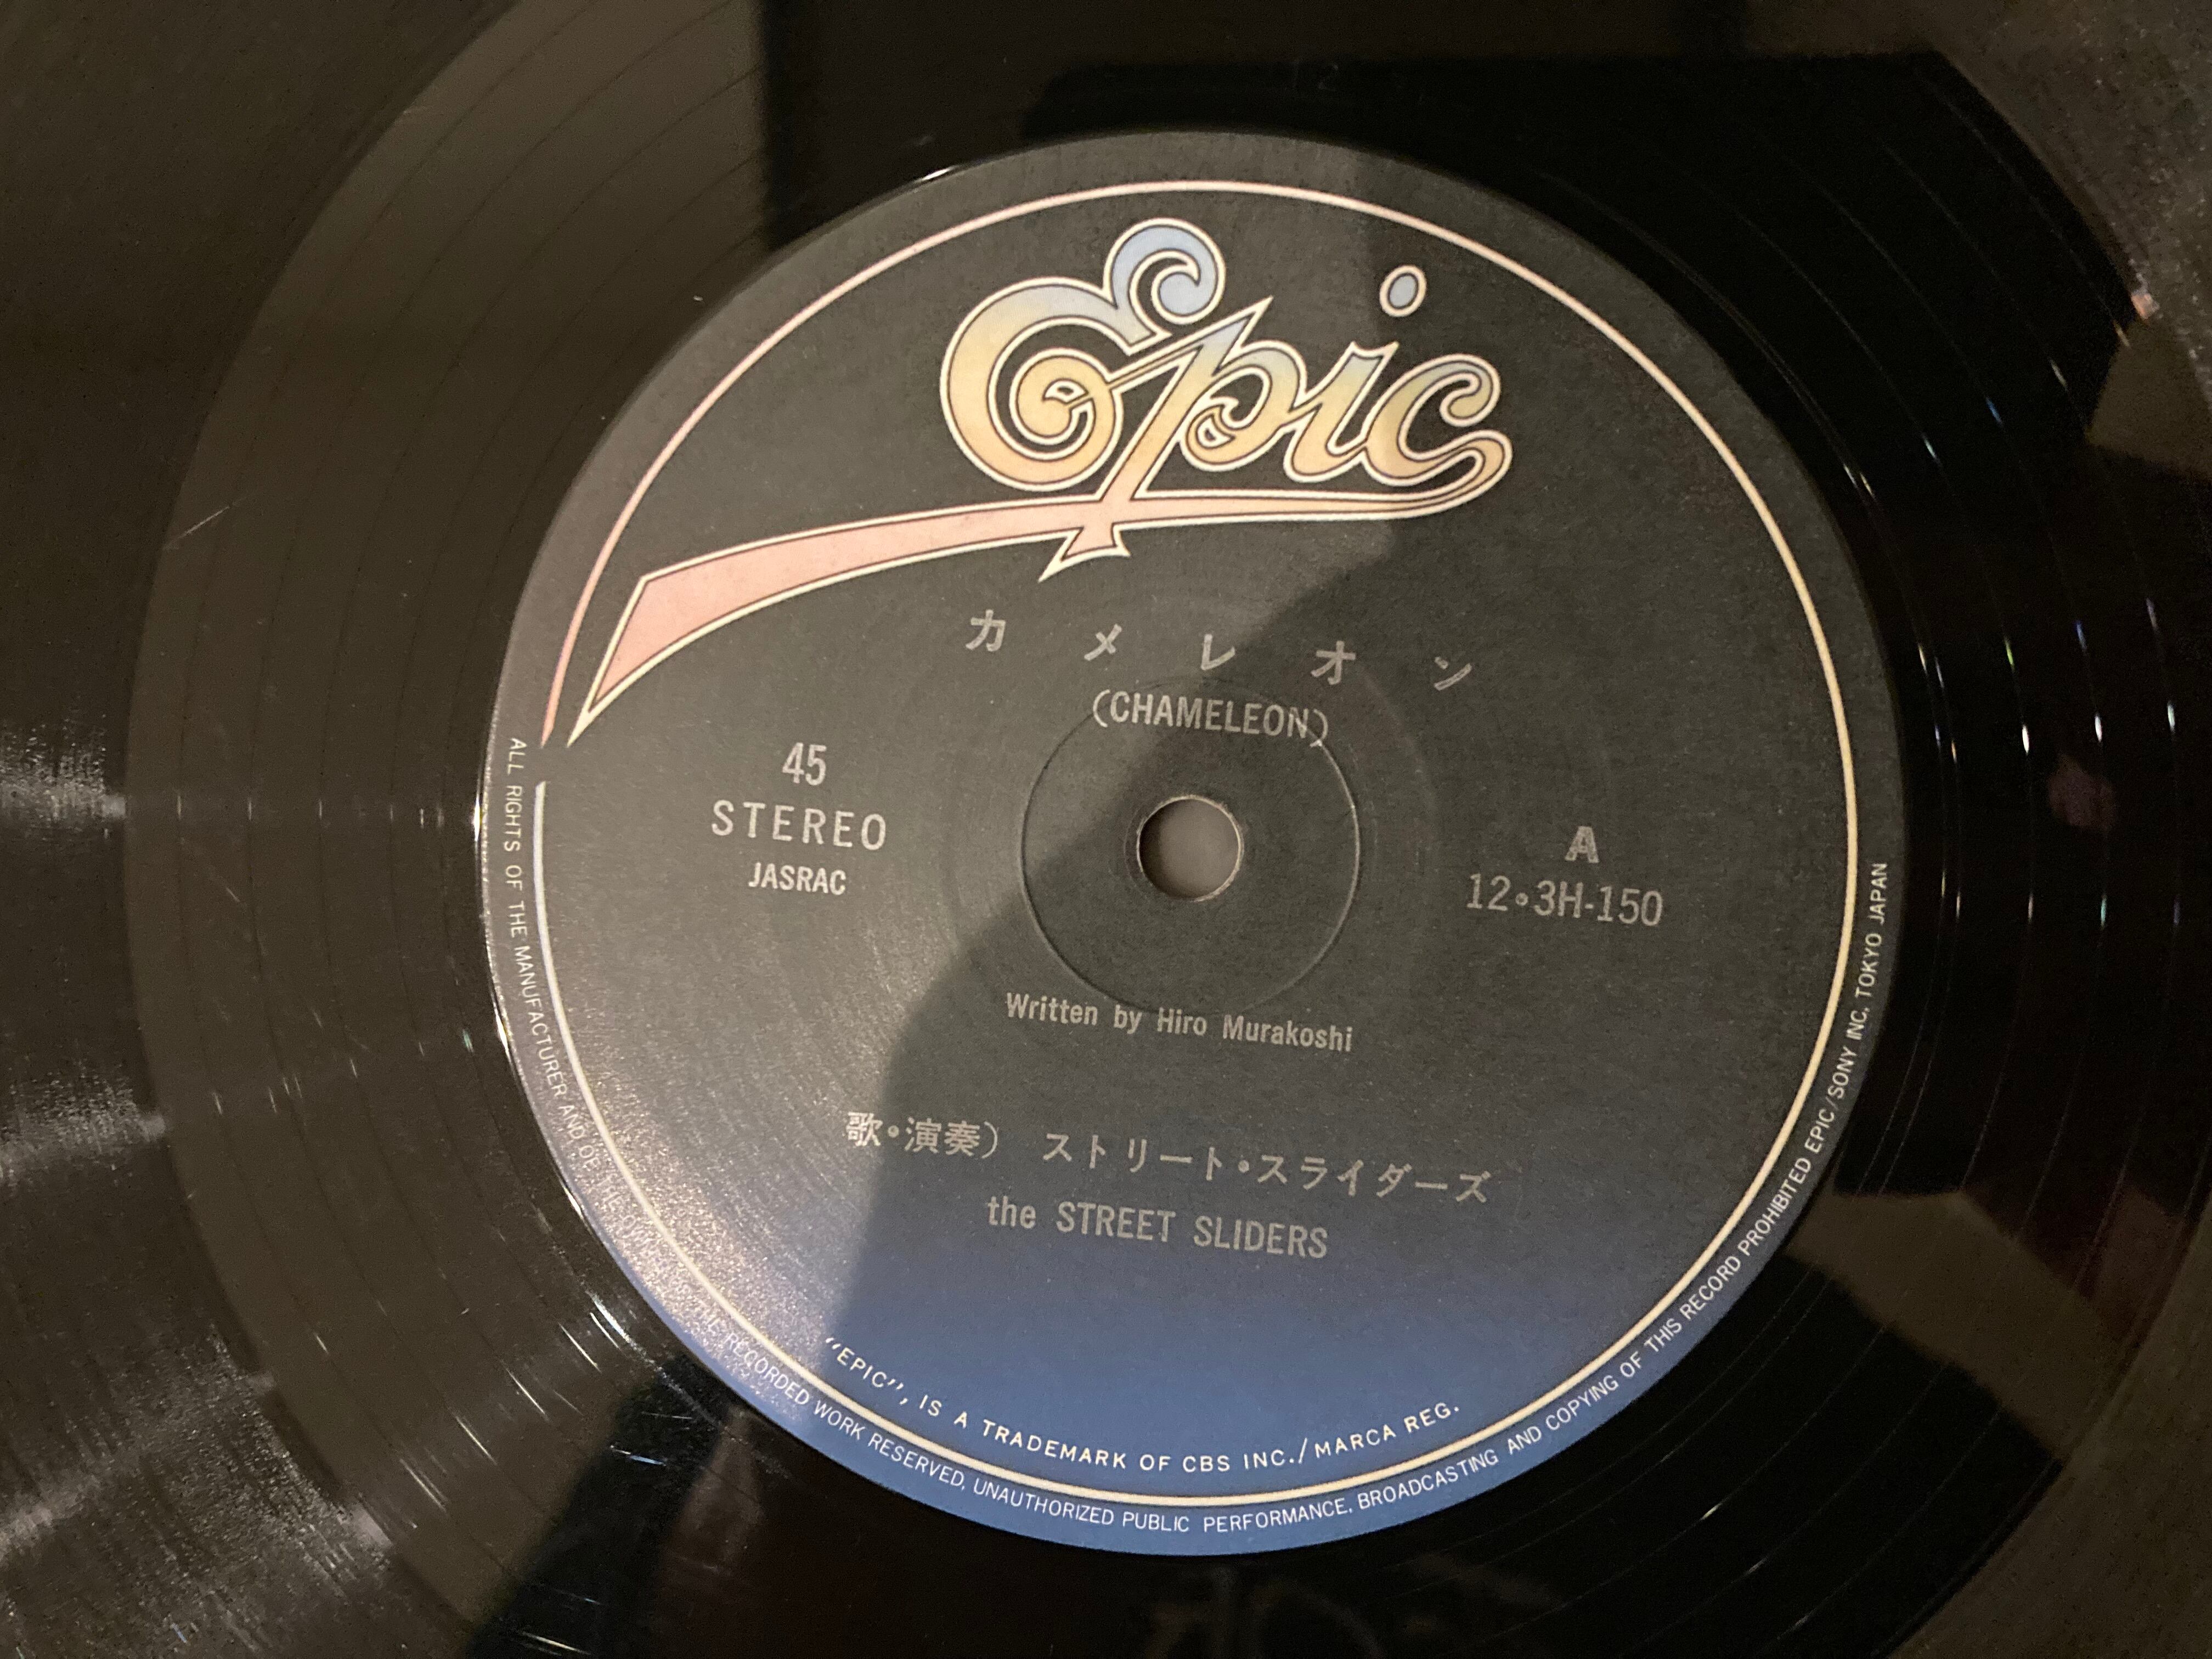 Epic
カメレオン
(CHAMELEON)
45
STEREO
JASRAC
A
12・3H-150
Written by Hiro Murakoshi
歌・演奏) ストリート・スライダーズ
the STREET SLIDERS
"EPIC", IS A TRADEMARK OF CBS INC./MARCA REG.
ALL RIGHTS OF THE MANUFACTURER AND OF THE OWNER OF THE RECORDED WORK RESERVED, UNAUTHORIZED PUBLIC PERFORMANCE, BROADCASTING AND COPYING OF THIS RECORD PROHIBITED EPIC/SONY INC. TOKYO JAPAN